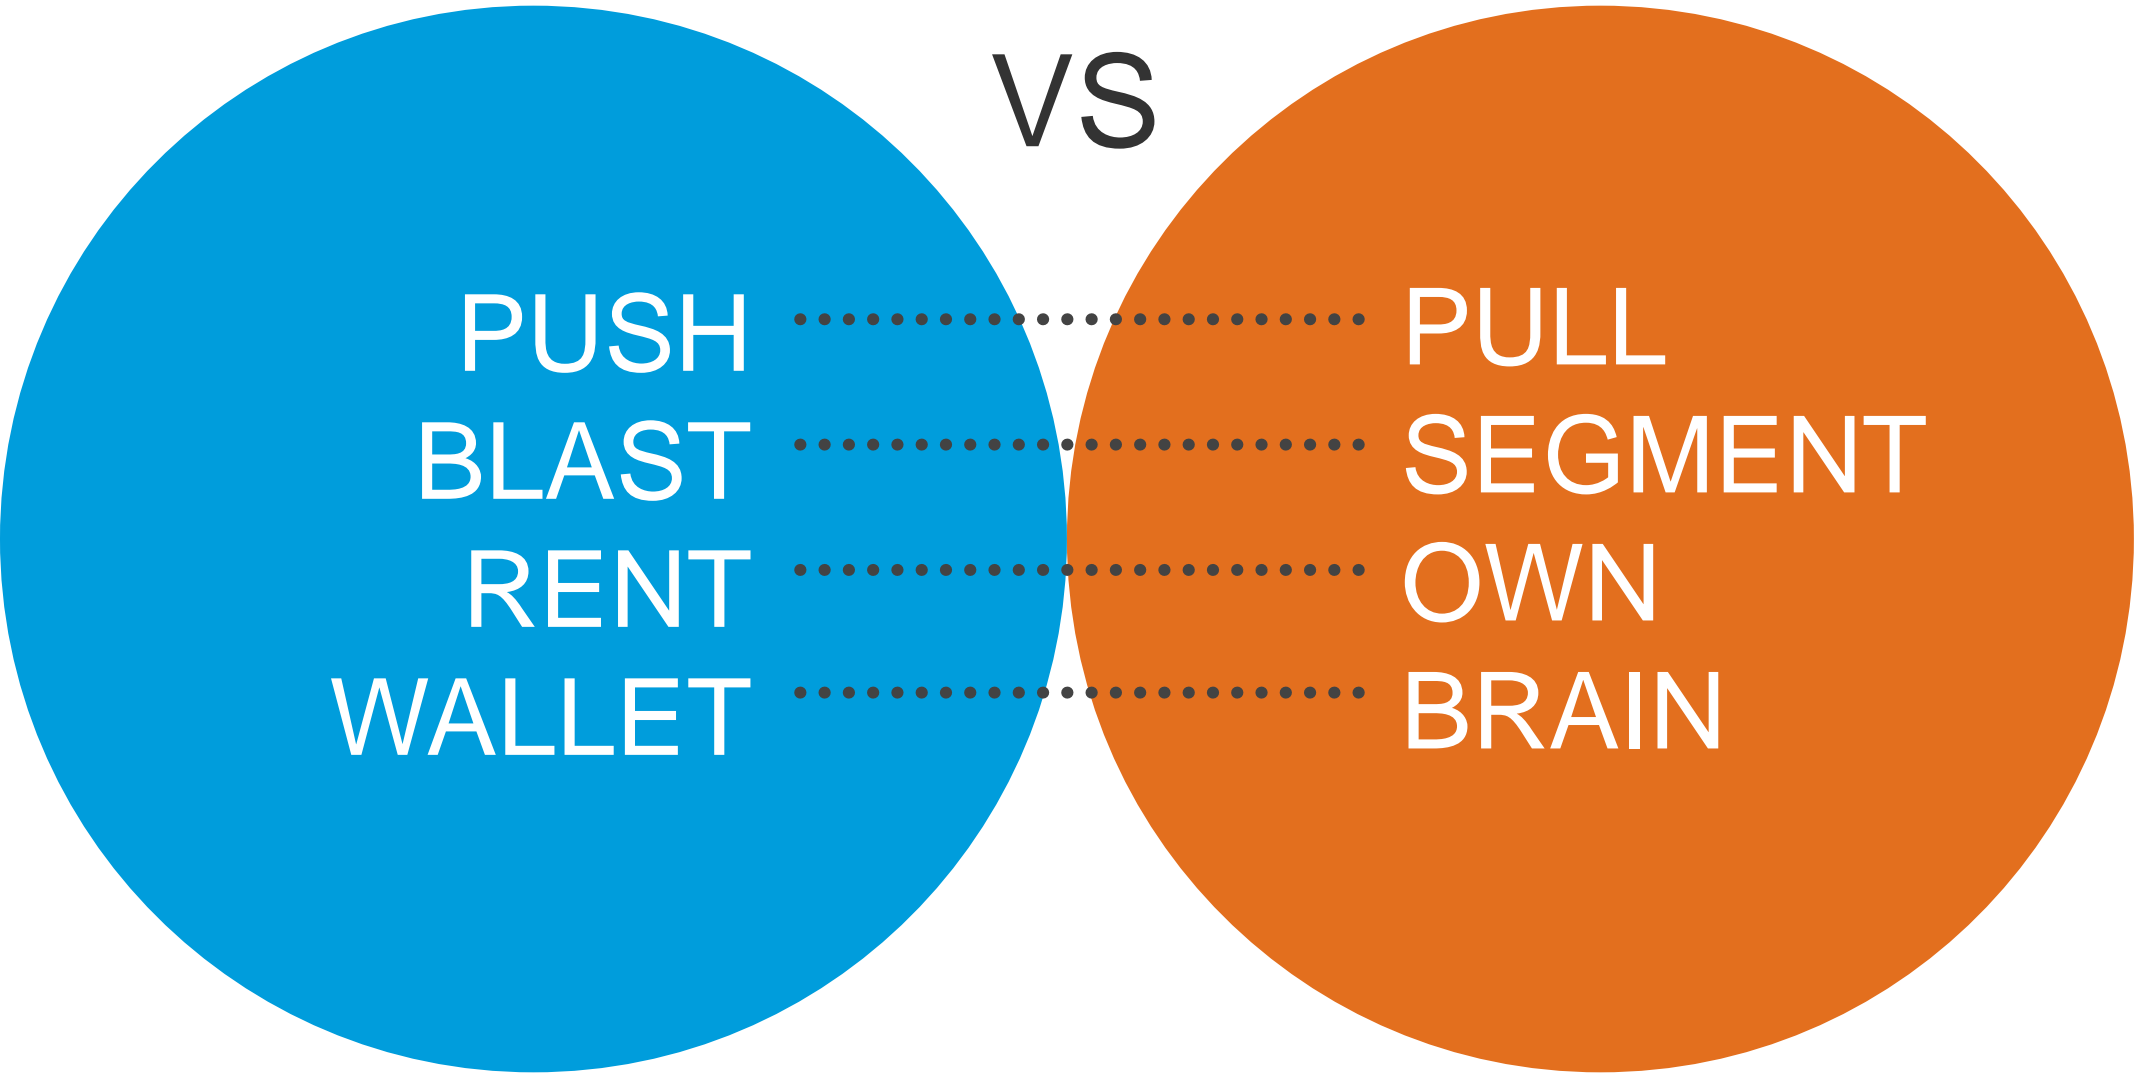 VS
PUSH PULL
BLAST SEGMENT
RENT OWN
WALLET BRAIN